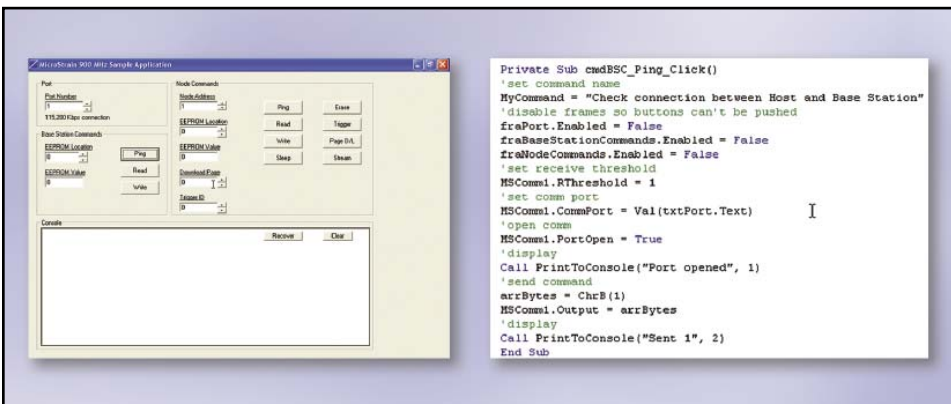 MicroStrain 900 MHz Sample Application
Port
Port Number
1
115,200 Kbps connection
Base Station Commands
EEPROM Location
0
EEPROM Value
0
Ping
Read
Write
Node Commands
Node Address
1
EEPROM Location
0
EEPROM Value
0
Download Page
0
Trigger ID
0
Ping
Erase
Read
Trigger
Write
Page D/L
Sleep
Stream
Console
Recover
Clear
Private Sub cmdBSC_Ping_Click()
'set command name
MyCommand = "Check connection between Host and Base Station"
'disable frames so buttons can't be pushed
fraPort.Enabled = False
fraBaseStationCommands.Enabled = False
fraNodeCommands.Enabled = False
'set receive threshold
MSComm1.RThreshold = 1
'set comm port
MSComm1.CommPort = Val(txtPort.Text)
'open comm
MSComm1.PortOpen = True
'display
Call PrintToConsole("Port opened", 1)
'send command
arrBytes = ChrB(1)
MSComm1.Output = arrBytes
'display
Call PrintToConsole("Sent 1", 2)
End Sub